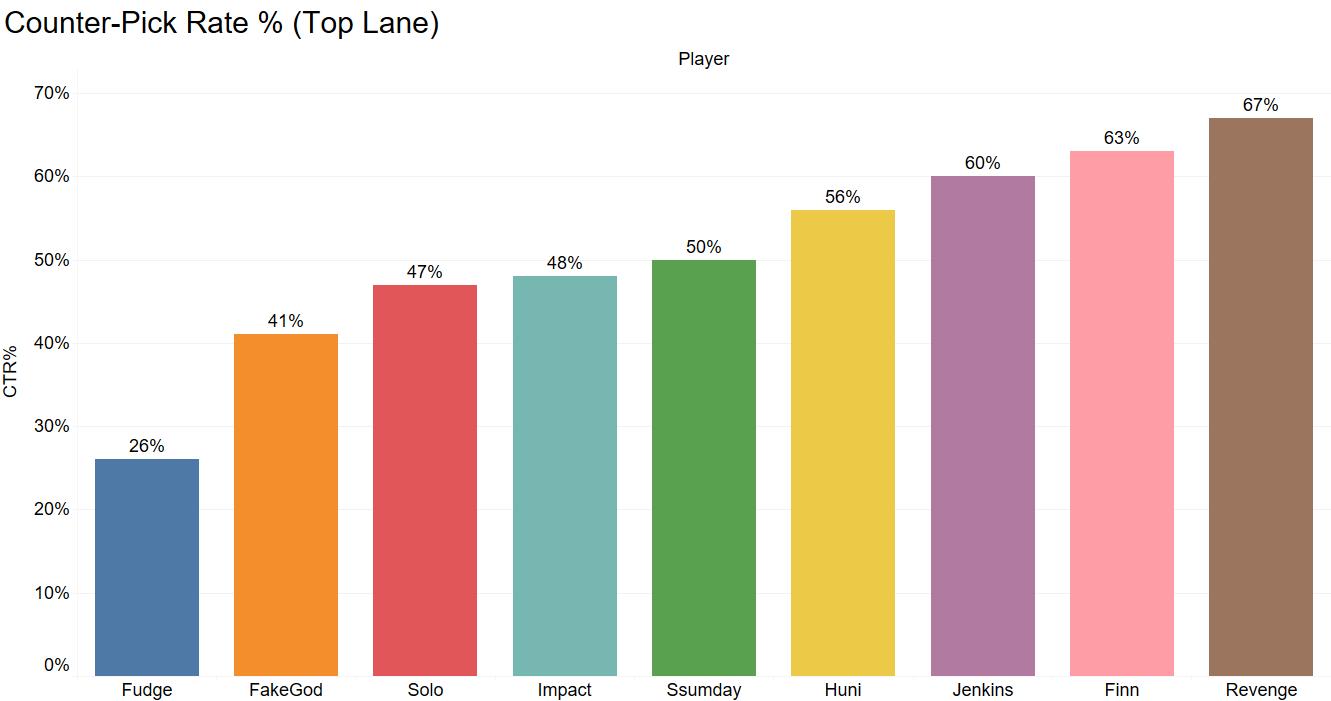 Counter-Pick Rate % (Top Lane)
Player
70%
60%
50%
40%
30%
20%
10%
0%
CTR%
26%
41%
47%
48%
50%
56%
60%
63%
67%
Fudge
FakeGod
Solo
Impact
Ssumday
Huni
Jenkins
Finn
Revenge